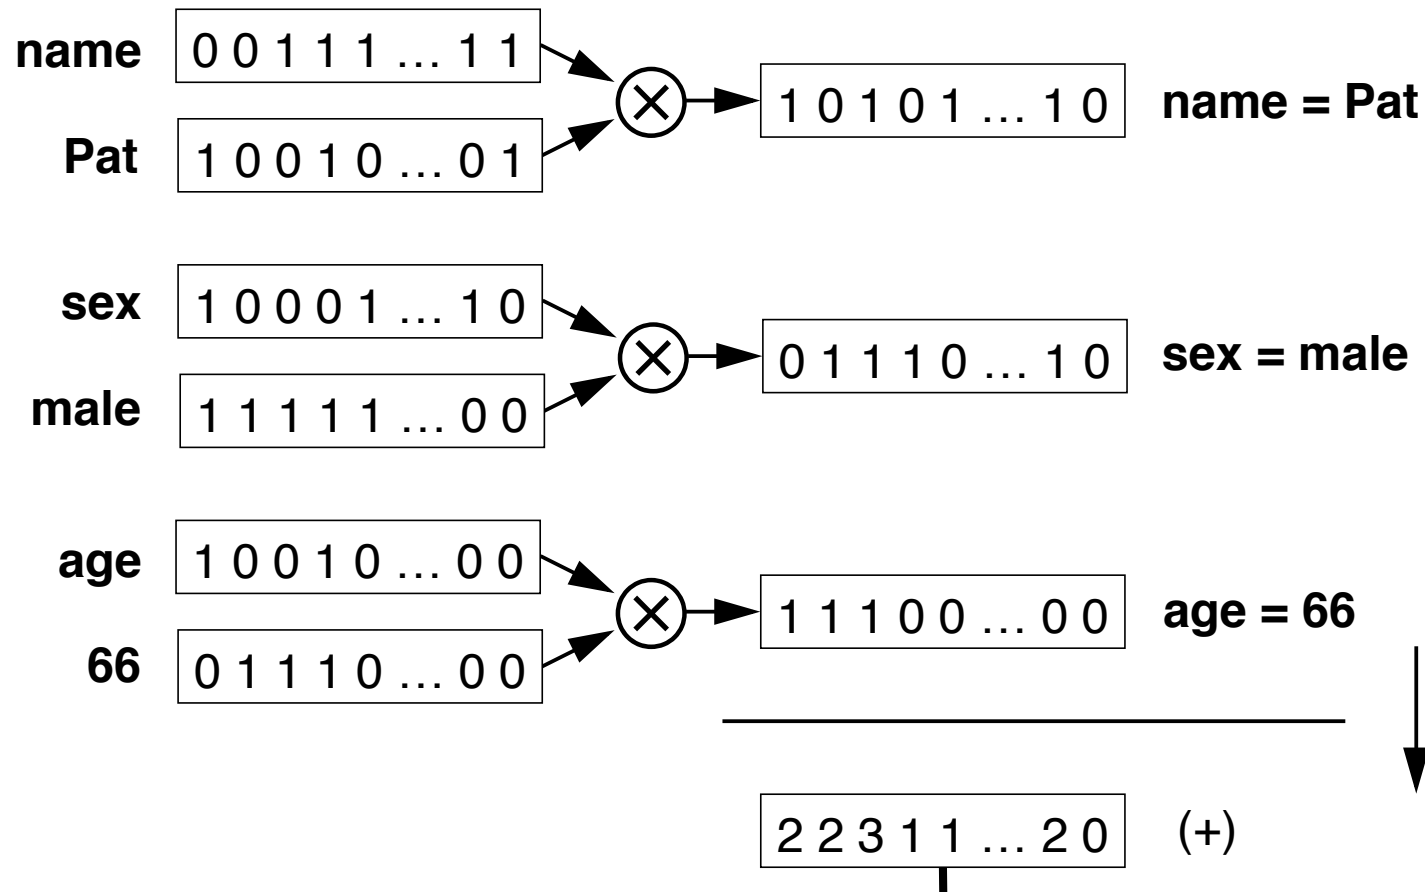 name 0 0 1 1 1 ... 1 1
1 0 1 0 1 ... 1 0 name = Pat
Pat 1 0 0 1 0 ... 0 1
sex 1 0 0 0 1 ... 1 0
0 1 1 1 0 ... 1 0 sex = male
male 1 1 1 1 1 ... 0 0
age 1 0 0 1 0 ... 0 0
1 1 1 0 0 ... 0 0 age = 66
66 0 1 1 1 0 ... 0 0
2 2 3 1 1 ... 2 0 (+)